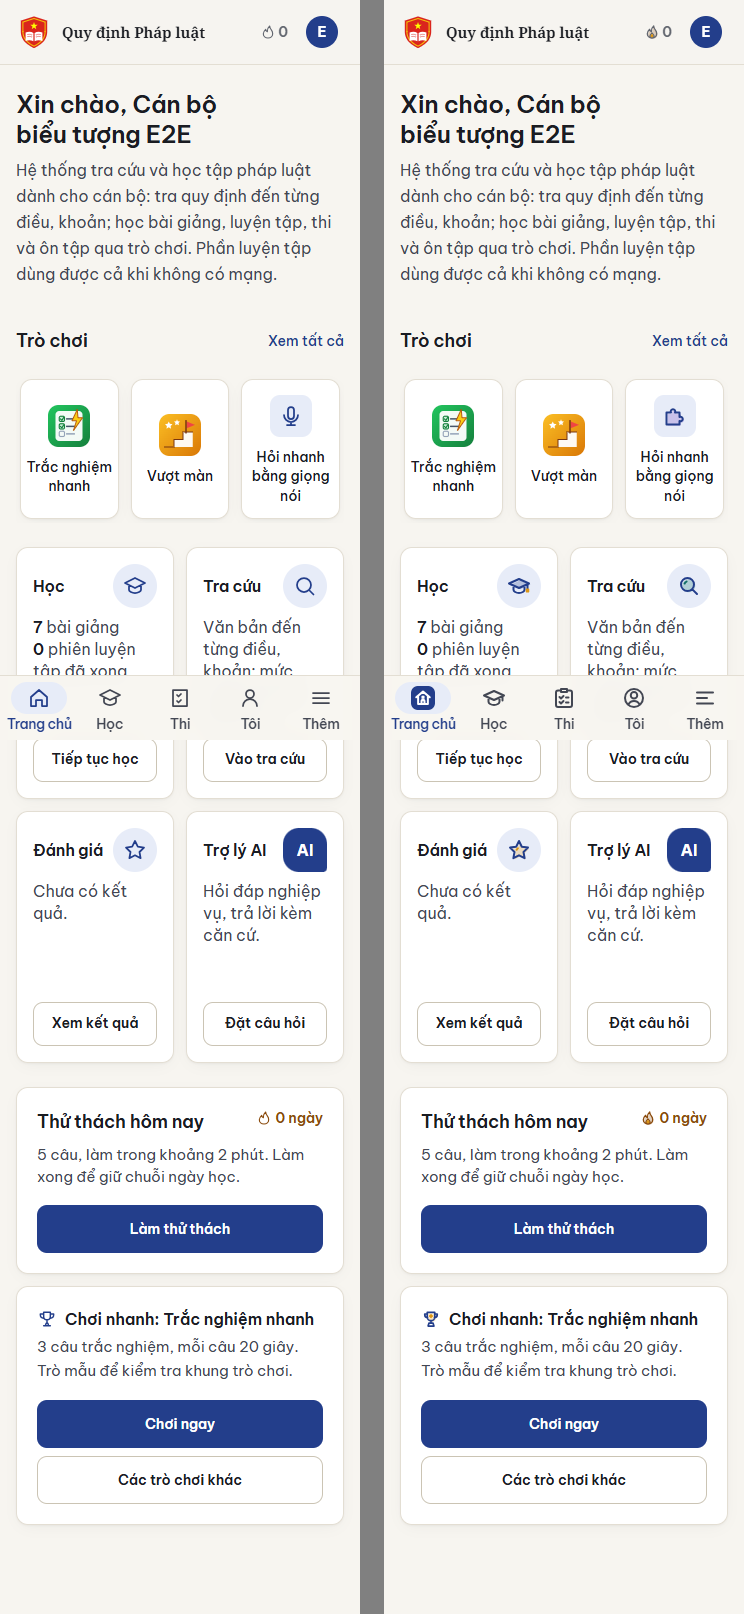 Quy định Pháp luật
0
E
Xin chào, Cán bộ
biểu tượng E2E
Hệ thống tra cứu và học tập pháp luật
dành cho cán bộ: tra quy định đến từng
điều, khoản; học bài giảng, luyện tập, thi
và ôn tập qua trò chơi. Phần luyện tập
dùng được cả khi không có mạng.
Trò chơi
Xem tất cả
Trắc nghiệm
nhanh
Vượt màn
Hỏi nhanh
bằng giọng
nói
Học
7 bài giảng
0 phiên luyện
tập đã xong
Tra cứu
Văn bản đến
từng điều,
khoản; mức
Trang chủ
Học
Thi
Tôi
Thêm
Tiếp tục học
Vào tra cứu
Đánh giá
Chưa có kết
quả.
Xem kết quả
Trợ lý AI
AI
Hỏi đáp nghiệp
vụ, trả lời kèm
căn cứ.
Đặt câu hỏi
Thử thách hôm nay
0 ngày
5 câu, làm trong khoảng 2 phút. Làm
xong để giữ chuỗi ngày học.
Làm thử thách
Chơi nhanh: Trắc nghiệm nhanh
3 câu trắc nghiệm, mỗi câu 20 giây.
Trò mẫu để kiểm tra khung trò chơi.
Chơi ngay
Các trò chơi khác
Quy định Pháp luật
0
E
Xin chào, Cán bộ
biểu tượng E2E
Hệ thống tra cứu và học tập pháp luật
dành cho cán bộ: tra quy định đến từng
điều, khoản; học bài giảng, luyện tập, thi
và ôn tập qua trò chơi. Phần luyện tập
dùng được cả khi không có mạng.
Trò chơi
Xem tất cả
Trắc nghiệm
nhanh
Vượt màn
Hỏi nhanh
bằng giọng
nói
Học
7 bài giảng
0 phiên luyện
tập đã xong
Tra cứu
Văn bản đến
từng điều,
khoản; mức
Trang chủ
Học
Thi
Tôi
Thêm
Tiếp tục học
Vào tra cứu
Đánh giá
Chưa có kết
quả.
Xem kết quả
Trợ lý AI
AI
Hỏi đáp nghiệp
vụ, trả lời kèm
căn cứ.
Đặt câu hỏi
Thử thách hôm nay
0 ngày
5 câu, làm trong khoảng 2 phút. Làm
xong để giữ chuỗi ngày học.
Làm thử thách
Chơi nhanh: Trắc nghiệm nhanh
3 câu trắc nghiệm, mỗi câu 20 giây.
Trò mẫu để kiểm tra khung trò chơi.
Chơi ngay
Các trò chơi khác